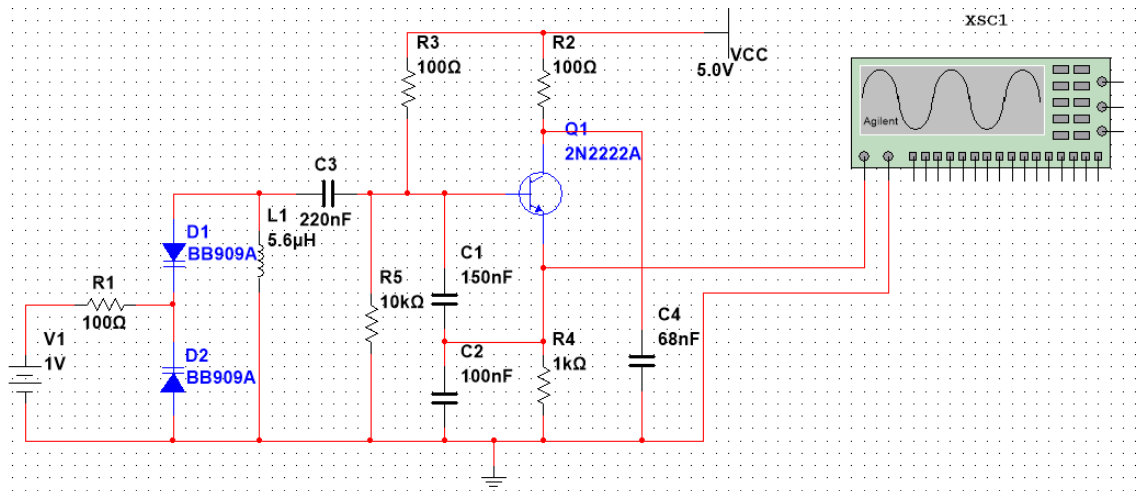 XSC1
R3
100Ω
R2
100Ω
VCC
5.0V
Agilent
Q1
2N2222A
C3
220nF
L1
5.6µH
D1
BB909A
C1
150nF
R5
10kΩ
R1
100Ω
C4
68nF
V1
1V
D2
BB909A
C2
100nF
R4
1kΩ